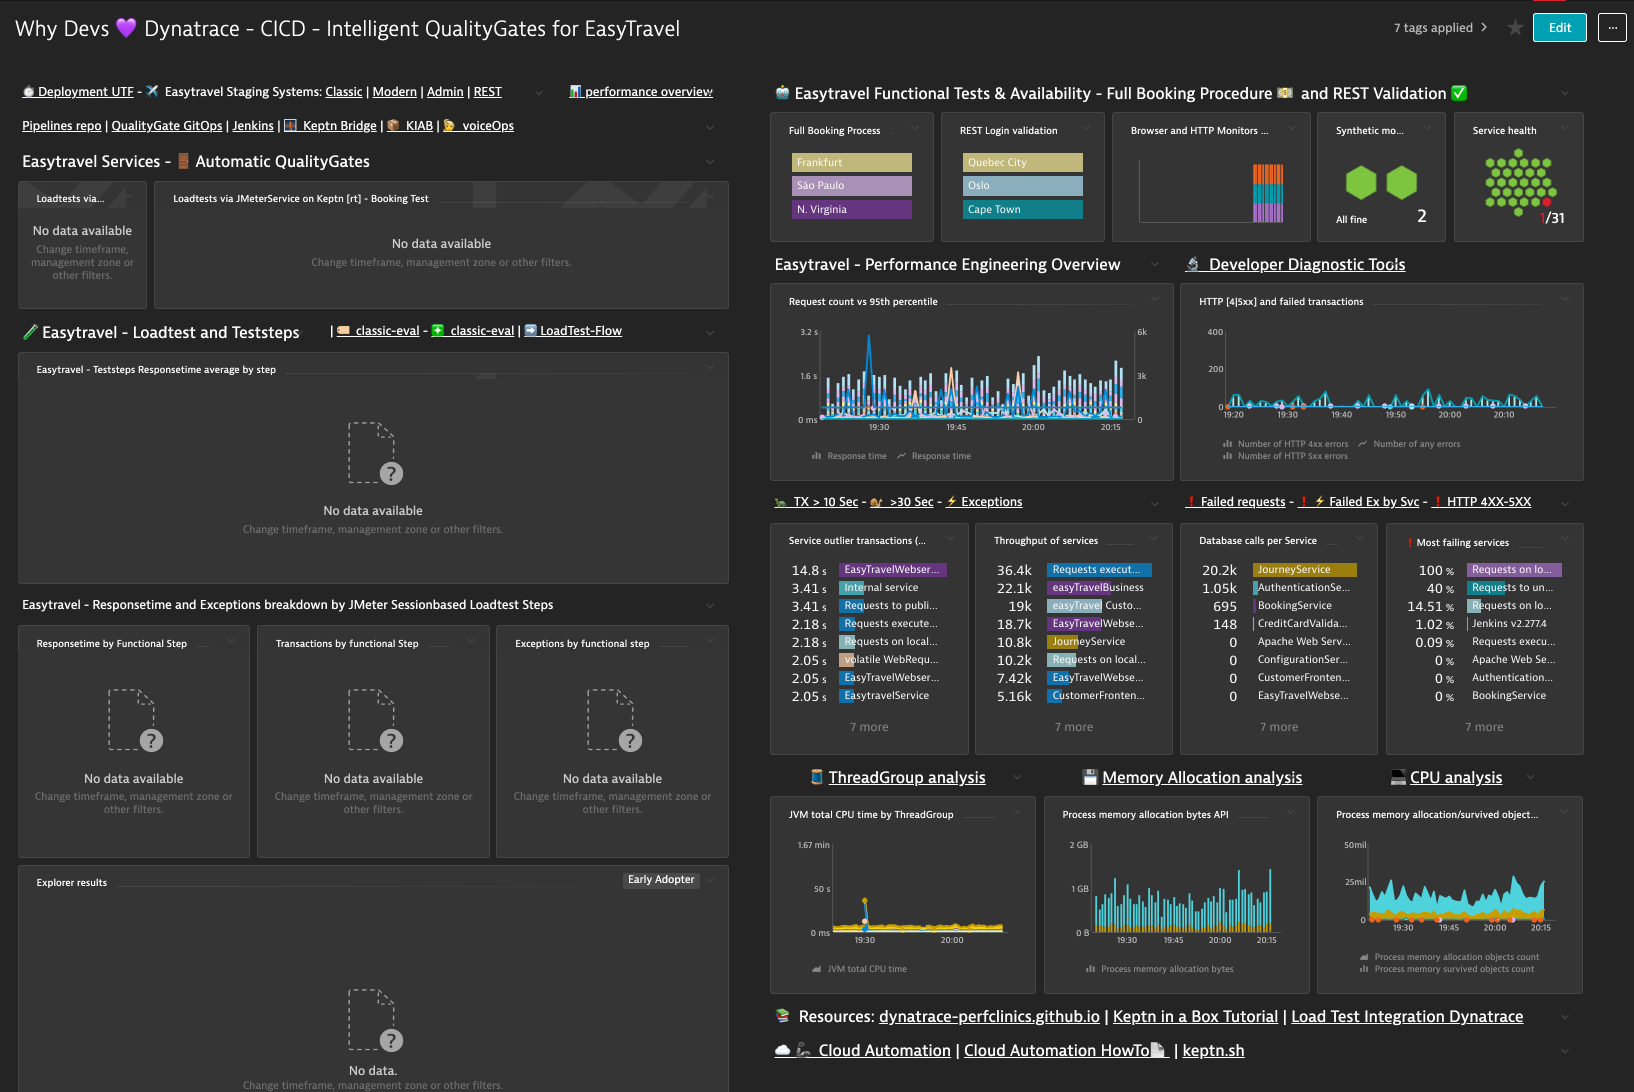 Why Devs 💜 Dynatrace - CICD - Intelligent QualityGates for EasyTravel
7 tags applied
Edit
...
Deployment UTF - Easytravel Staging Systems: Classic | Modern | Admin | REST
performance overview
Pipelines repo | QualityGate GitOps | Jenkins | Keptn Bridge | KIAB | voiceOps
Easytravel Services - Automatic QualityGates
Loadtests via...
No data available
Change timeframe,
management zone or
other filters.
Loadtests via JMeterService on Keptn [rt] - Booking Test
No data available
Change timeframe, management zone or other filters.
Easytravel - Loadtest and Teststeps
| classic-eval - classic-eval | LoadTest-Flow
Easytravel - Teststeps Responsetime average by step
No data available
Change timeframe, management zone or other filters.
Easytravel - Responsetime and Exceptions breakdown by JMeter Sessionbased Loadtest Steps
Responsetime by Functional Step
No data available
Change timeframe, management zone or
other filters.
Transactions by functional Step
No data available
Change timeframe, management zone or
other filters.
Exceptions by functional step
No data available
Change timeframe, management zone or
other filters.
Explorer results
Early Adopter
No data.
Change timeframe, management zone or other filters.
Easytravel Functional Tests & Availability - Full Booking Procedure and REST Validation
Full Booking Process
Frankfurt
São Paulo
N. Virginia
REST Login validation
Quebec City
Oslo
Cape Town
Browser and HTTP Monitors ...
Synthetic mo...
All fine
2
Service health
1/31
Easytravel - Performance Engineering Overview
Developer Diagnostic Tools
Request count vs 95th percentile
3.2 s
1.6 s
0 ms
6k
3k
0
19:30
19:45
20:00
20:15
Response time
Response time
HTTP [4|5xx] and failed transactions
400
200
0
19:20
19:30
19:40
19:50
20:00
20:10
Number of HTTP 4xx errors
Number of any errors
Number of HTTP 5xx errors
TX > 10 Sec - >30 Sec - Exceptions
Failed requests - Failed Ex by Svc - HTTP 4XX-5XX
Service outlier transactions (...
14.8 s EasyTravelWebser...
3.41 s Internal service
3.41 s Requests to publi...
2.18 s Requests execute...
2.18 s Requests on local...
2.05 s volatile WebRequ...
2.05 s EasyTravelWebser...
2.05 s EasytravelService
7 more
Throughput of services
36.4k Requests execut...
22.1k easyTravelBusiness
19k easyTravel Custo...
18.7k EasyTravelWebse...
10.8k JourneyService
10.2k Requests on local...
7.42k EasyTravelWebse...
5.16k CustomerFronten...
7 more
Database calls per Service
20.2k JourneyService
1.05k AuthenticationSe...
695 BookingService
148 CreditCardValida...
0 Apache Web Serv...
0 ConfigurationSer...
0 CustomerFronten...
0 EasyTravelWebse...
7 more
Most failing services
100 % Requests on lo...
40 % Requests to un...
14.51 % Requests on lo...
1.02 % Jenkins v2.277.4
0.09 % Requests execu...
0 % Apache Web Se...
0 % Authentication...
0 % BookingService
7 more
ThreadGroup analysis
Memory Allocation analysis
CPU analysis
JVM total CPU time by ThreadGroup
1.67 min
50 s
0 ms
19:30
20:00
JVM total CPU time
Process memory allocation bytes API
2 GB
1 GB
0 B
19:30
19:45
20:00
20:15
Process memory allocation bytes
Process memory allocation/survived object...
50mil
25mil
0
19:30
19:45
20:00
20:15
Process memory allocation objects count
Process memory survived objects count
Resources: dynatrace-perfclinics.github.io | Keptn in a Box Tutorial | Load Test Integration Dynatrace
Cloud Automation | Cloud Automation HowTo | keptn.sh